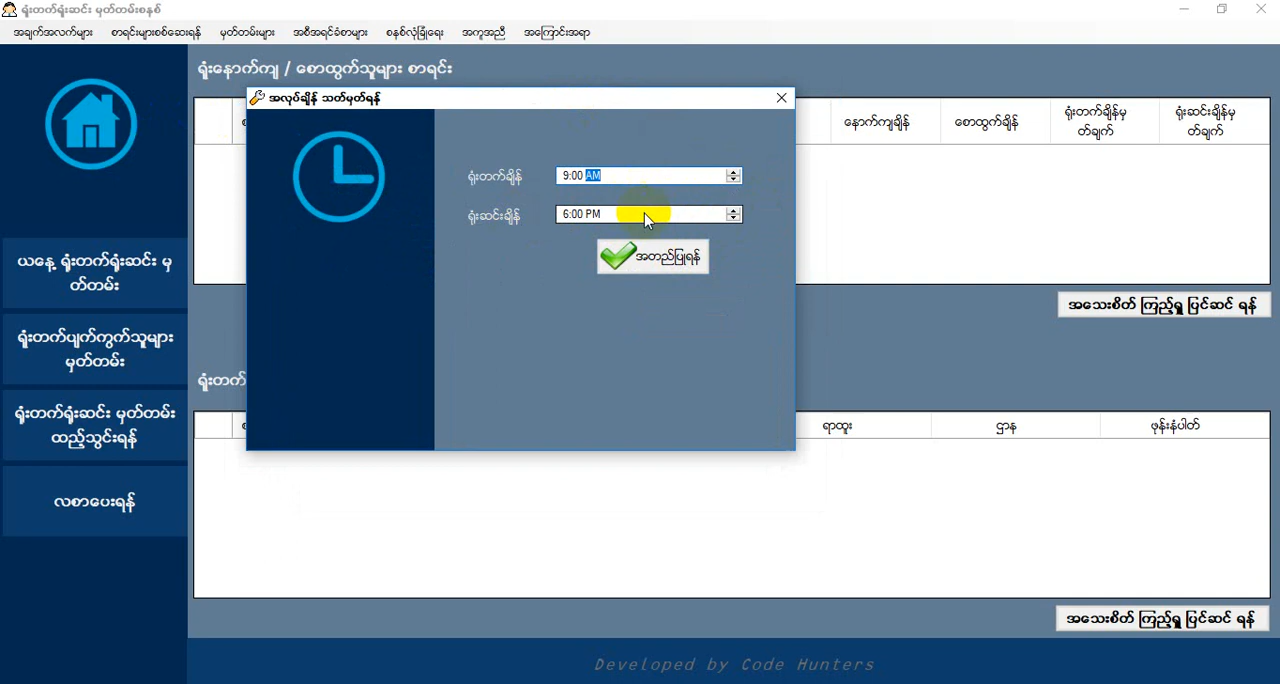 ရုံးတက်ရုံးဆင်း မှတ်တမ်းစနစ်
အချက်အလက်များ စာရင်းများစစ်ဆေးရန် မှတ်တမ်းများ အစီအရင်ခံစာများ စနစ်လုံခြုံရေး အကူအညီ အကြောင်းအရာ
ရုံးနောက်ကျ / စောထွက်သူများ စာရင်း
အလုပ်ချိန် သတ်မှတ်ရန်
နောက်ကျချိန် စောထွက်ချိန် ရုံးတက်ချိန်မှ ရုံးဆင်းချိန်မှ
တ်ချက် တ်ချက်
ရုံးတက်ချိန် 9:00 AM
ရုံးဆင်းချိန် 6:00 PM
အတည်ပြုရန်
ယနေ့ ရုံးတက်ရုံးဆင်း မှ
တ်တမ်း
ရုံးတက်ပျက်ကွက်သူများ
မှတ်တမ်း
ရုံးတက်ရုံးဆင်း မှတ်တမ်း
ထည့်သွင်းရန်
လစာပေးရန်
အသေးစိတ် ကြည့်ရှု ပြင်ဆင် ရန်
ရုံးတက်
ရာထူး ဌာန ဖုန်းနံပါတ်
အသေးစိတ် ကြည့်ရှု ပြင်ဆင် ရန်
Developed by Code Hunters